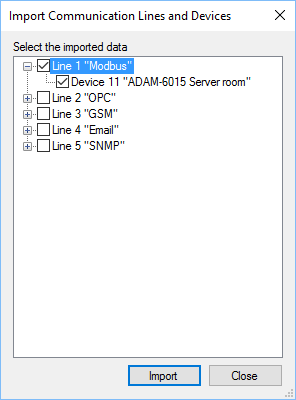 Import Communication Lines and Devices
Select the imported data
Line 1 "Modbus"
Device 11 "ADAM-6015 Server room"
Line 2 "OPC"
Line 3 "GSM"
Line 4 "Email"
Line 5 "SNMP"
Import Close